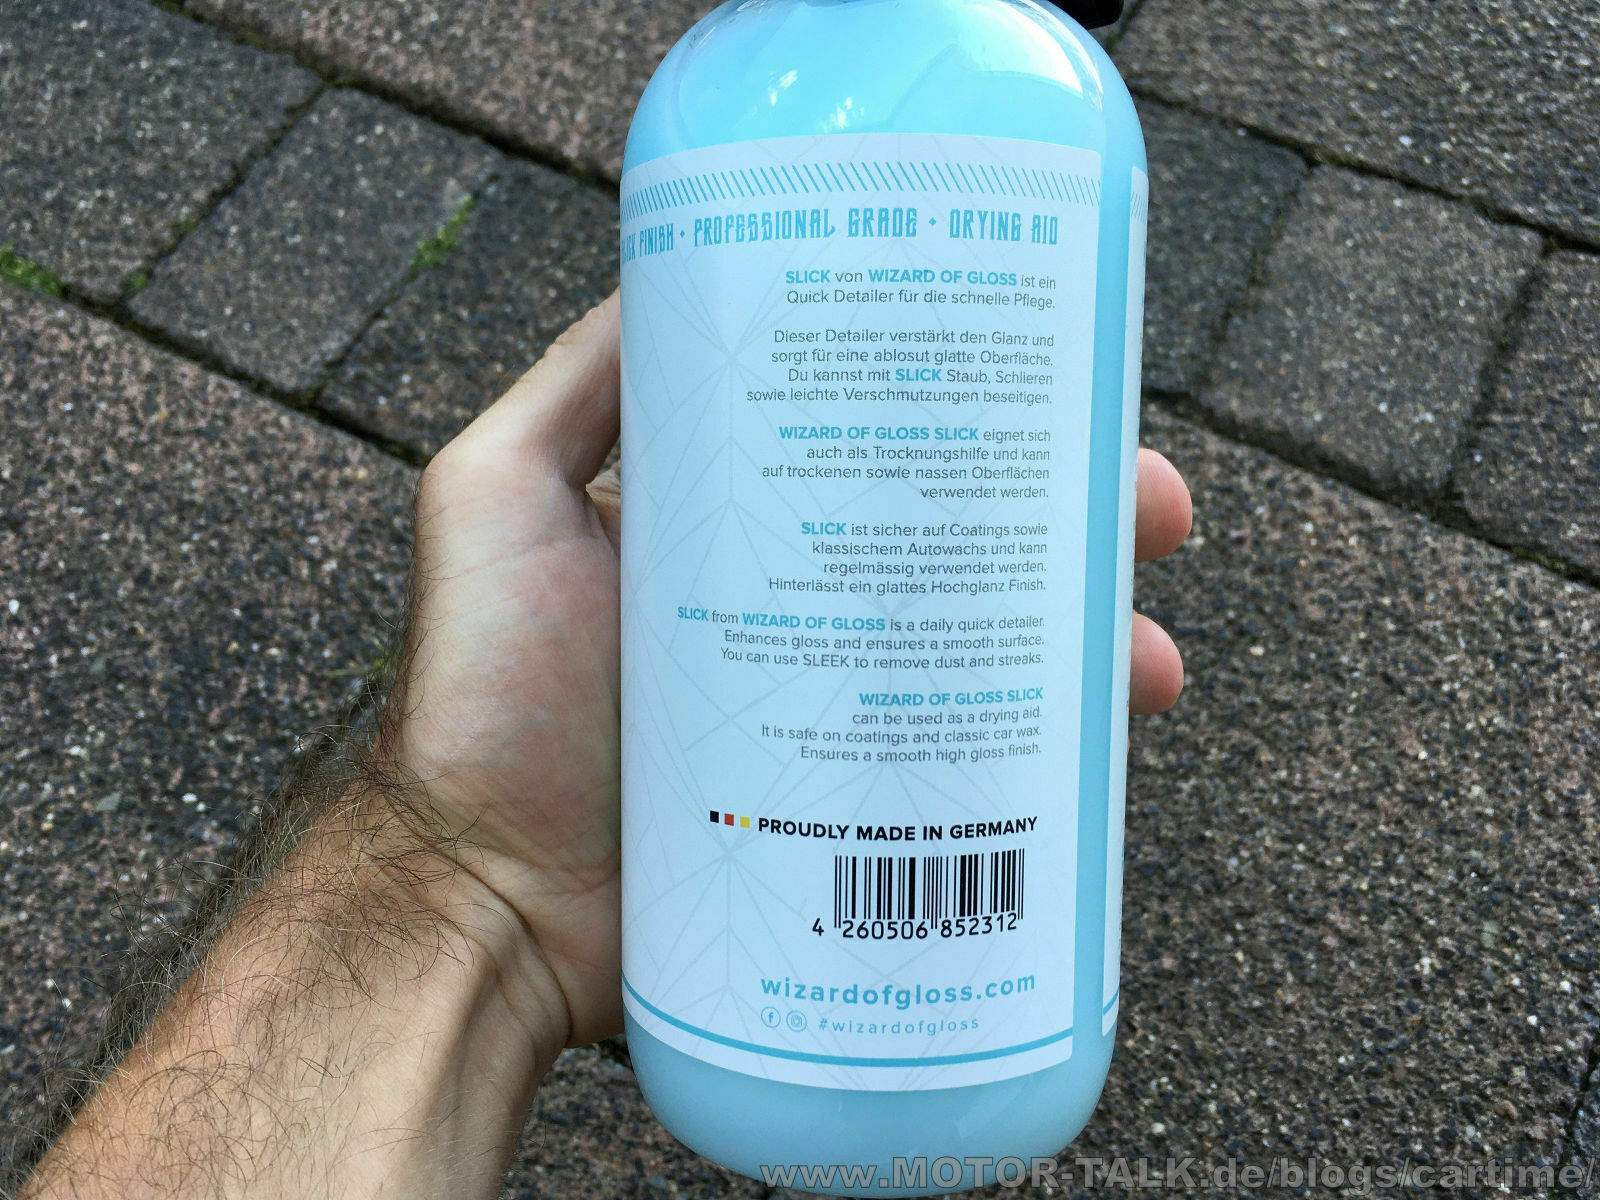 SLICK FINISH • PROFESSIONAL GRADE • DRYING AID
SLICK von WIZARD OF GLOSS ist ein
Quick Detailer für die schnelle Pflege.
Dieser Detailer verstärkt den Glanz und
sorgt für eine ablosut glatte Oberfläche.
Du kannst mit SLICK Staub, Schlieren
sowie leichte Verschmutzungen beseitigen.
WIZARD OF GLOSS SLICK eignet sich
auch als Trocknungshilfe und kann
auf trockenen sowie nassen Oberflächen
verwendet werden.
SLICK ist sicher auf Coatings sowie
klassischem Autowachs und kann
regelmässig verwendet werden.
Hinterlässt ein glattes Hochglanz Finish.
SLICK from WIZARD OF GLOSS is a daily quick detailer.
Enhances gloss and ensures a smooth surface.
You can use SLEEK to remove dust and streaks.
WIZARD OF GLOSS SLICK
can be used as a drying aid.
It is safe on coatings and classic car wax.
Ensures a smooth high gloss finish.
PROUDLY MADE IN GERMANY
4 260506 852312
wizardofgloss.com
#wizardofgloss
www.MOTOR-TALK.de/blogs/cartime/